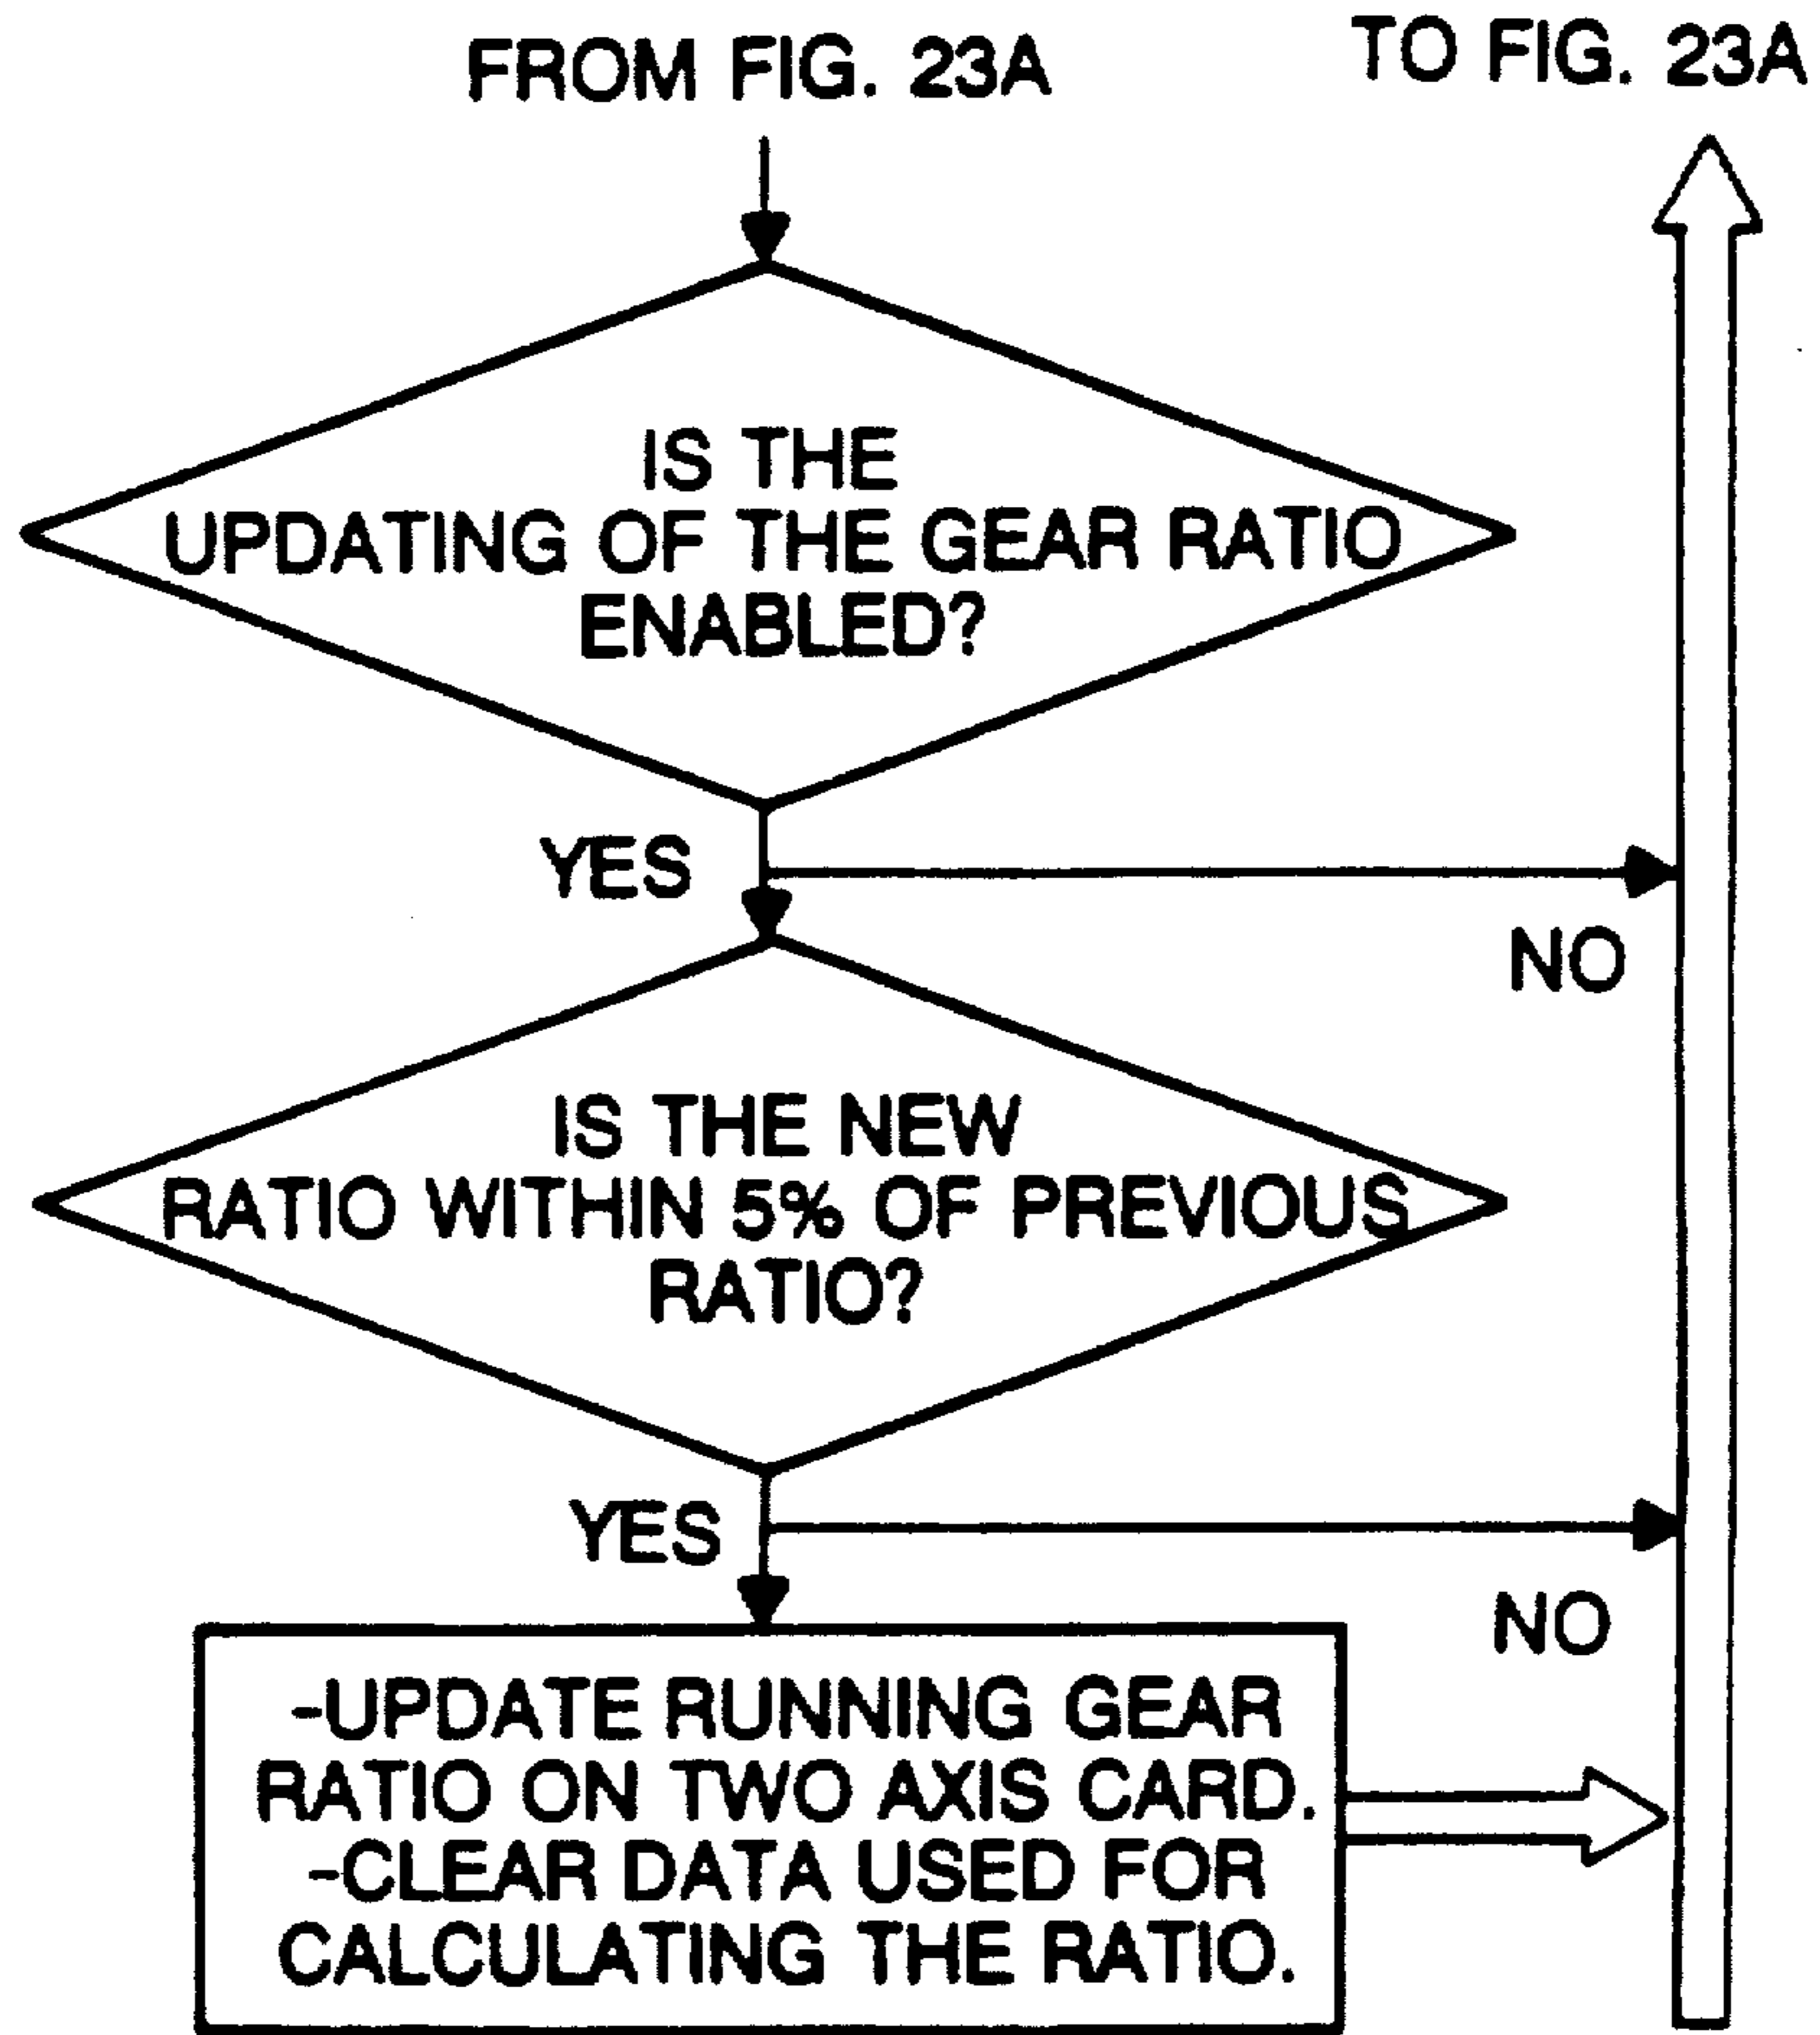 FROM FIG. 23A
TO FIG. 23A
IS THE
UPDATING OF THE GEAR RATIO
ENABLED?
YES
NO
IS THE NEW
RATIO WITHIN 5% OF PREVIOUS
RATIO?
YES
NO
-UPDATE RUNNING GEAR
RATIO ON TWO AXIS CARD.
-CLEAR DATA USED FOR
CALCULATING THE RATIO.